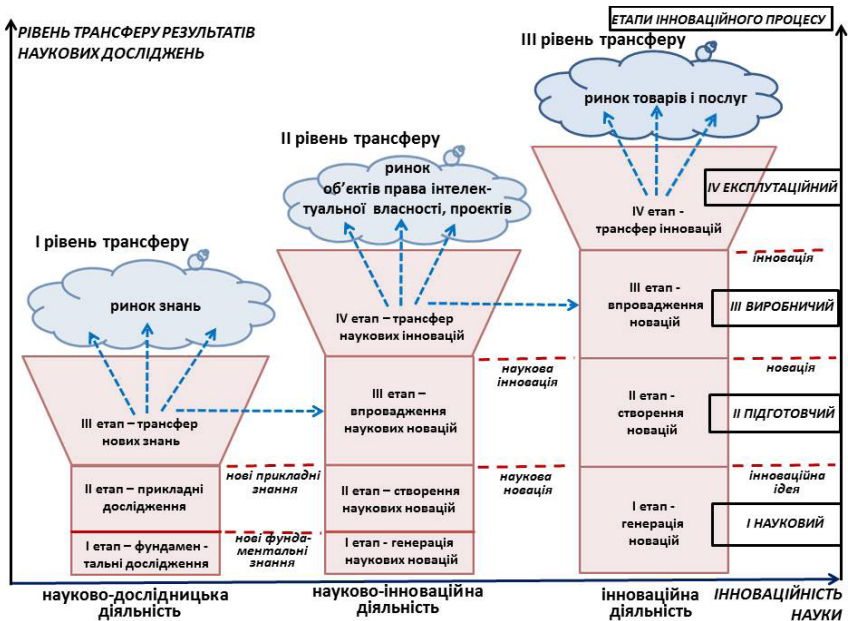 РІВЕНЬ ТРАНСФЕРУ РЕЗУЛЬТАТІВ
НАУКОВИХ ДОСЛІДЖЕНЬ
ЕТАПИ ІННОВАЦІЙНОГО ПРОЦЕСУ
III рівень трансферу
ринок товарів і послуг
II рівень трансферу
ринок
об’єктів права інтелек-
туальної власності, проєктів
I рівень трансферу
ринок знань
III етап – трансфер
нових знань
II етап – прикладні
дослідження
I етап – фундамен -
тальні дослідження
нові прикладні
знання
нові фунда-
ментальні
знання
IV етап – трансфер
наукових інновацій
III етап –
впровадження
наукових новацій
II етап – створення
наукових новацій
I етап - генерація
наукових новацій
наукова
інновація
наукова
новація
IV етап -
трансфер інновацій
III етап -
впровадження
новацій
II етап -
створення
новацій
I етап -
генерація
новацій
IV ЕКСПЛУТАЦІЙНИЙ
інновація
III ВИРОБНИЧИЙ
новація
II ПІДГОТОВЧИЙ
інноваційна
ідея
I НАУКОВИЙ
науково-дослідницька
діяльність
науково-інноваційна
діяльність
інноваційна
діяльність
ІННОВАЦІЙНІСТЬ
НАУКИ